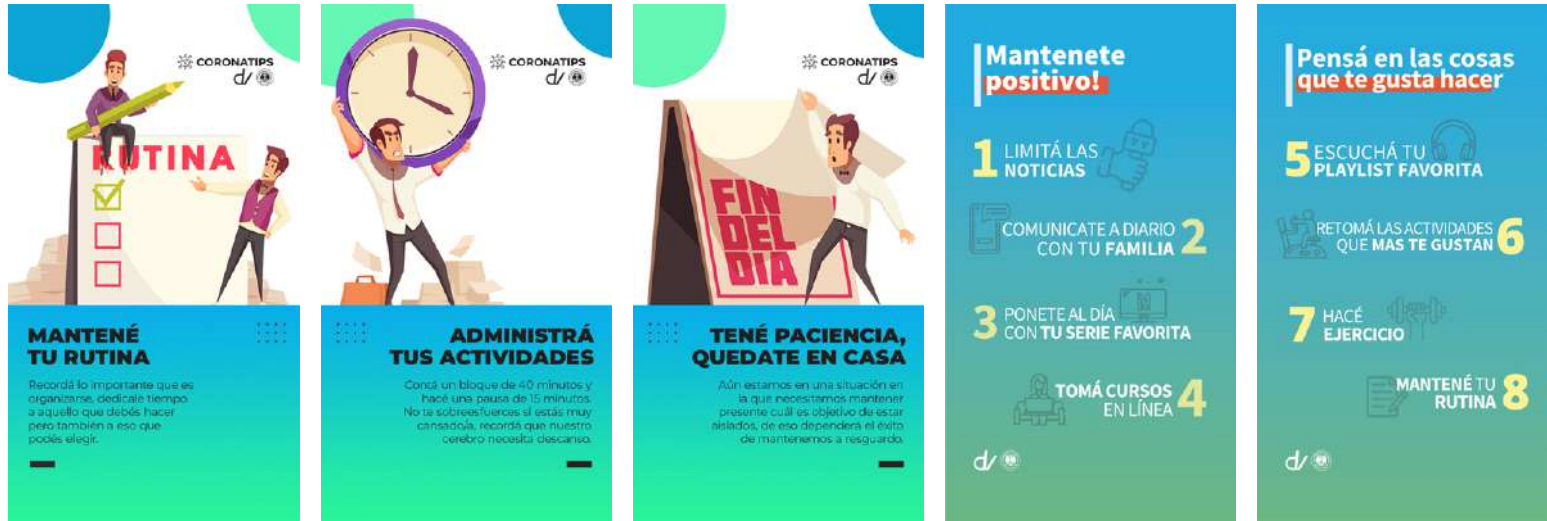 CORONATIPS
d/
RUTINA
MANTENÉ
TU RUTINA
Recordá lo importante que es
organizarse, dedicale tiempo
a aquello que debés hacer
pero también a eso que
podés elegir.
CORONATIPS
d/
ADMINISTRÁ
TUS ACTIVIDADES
Contá un bloque de 40 minutos y
hacé una pausa de 15 minutos.
No te sobreesfuerces si estás muy
cansado/a, recordá que nuestro
cerebro necesita descanso.
CORONATIPS
d/
FIN
DEL
DIA
TENÉ PACIENCIA,
QUEDATE EN CASA
Aún estamos en una situación en
la que necesitamos mantener
presente cuál es objetivo de estar
aislados, de eso dependerá el éxito
de mantenernos a resguardo.
Mantenete
positivo!
1 LIMITÁ LAS
NOTICIAS
COMUNICATE A DIARIO 2
CON TU FAMILIA
3 PONETE AL DÍA
CON TU SERIE FAVORITA
TOMÁ CURSOS 4
EN LÍNEA
d/
Pensá en las cosas
que te gusta hacer
5 ESCUCHÁ TU
PLAYLIST FAVORITA
RETOMÁ LAS ACTIVIDADES 6
QUE MAS TE GUSTAN
7 HACÉ
EJERCICIO
MANTENÉ TU 8
RUTINA
d/